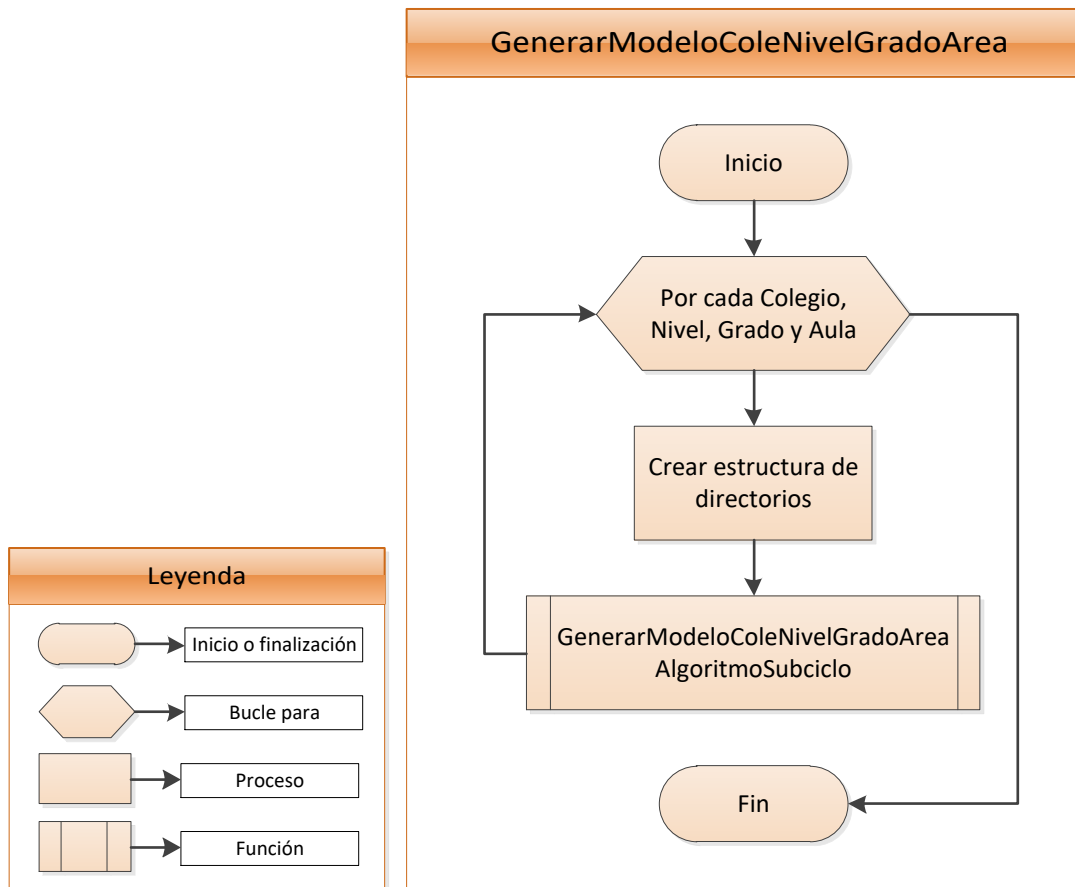 GenerarModeloColeNivelGradoArea
Inicio
Por cada Colegio,
Nivel, Grado y Aula
Crear estructura de
directorios
GenerarModeloColeNivelGradoArea
AlgoritmoSubciclo
Fin
Leyenda
Inicio o finalización
Bucle para
Proceso
Función